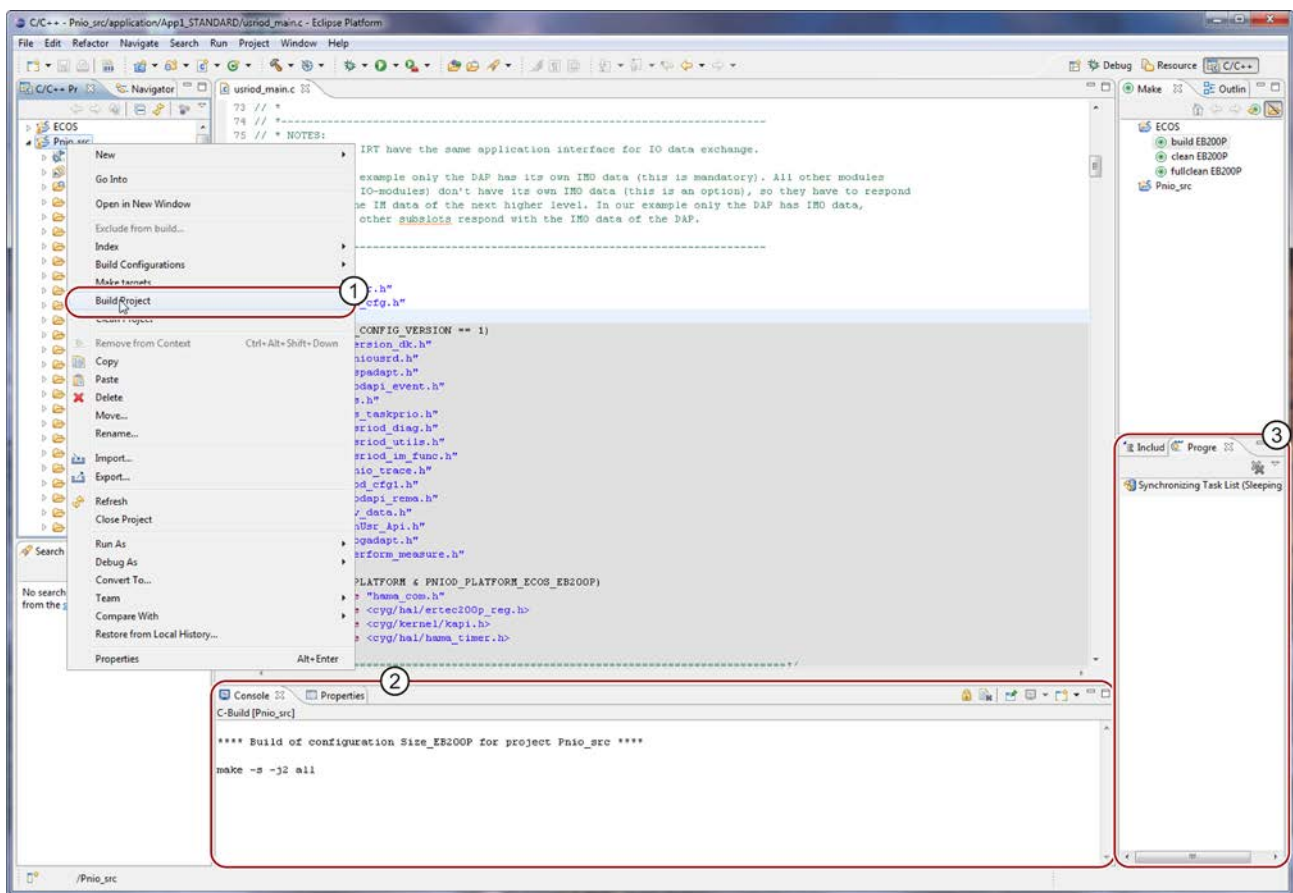 C/C++ - Pnio_src/application/App1_STANDARD/usriod_main.c - Eclipse Platform
File Edit Refactor Navigate Search Run Project Window Help
Debug Resource C/C++
C/C++ Pr Navigator
usriod_main.c
Make Outlin
ECOS
Pnio_src
ECOS
build EB200P
clean EB200P
fullclean EB200P
Pnio_src
73 // *
74 // *-----------------------------------------------------------------------
75 // * NOTES:
IRT have the same application interface for IO data exchange.
example only the DAP has its own IM0 data (this is mandatory). All other modules
IO-modules) don't have its own IM0 data (this is an option), so they have to respond
e IM data of the next higher level. In our example only the DAP has IM0 data,
other subslots respond with the IM0 data of the DAP.
New
Go Into
Open in New Window
Exclude from build...
Index
Build Configurations
Make targets
Build Project
Clean Project
Remove from Context Ctrl+Alt+Shift+Down
Copy
Paste
Delete
Move...
Rename...
Import...
Export...
Refresh
Close Project
Run As
Debug As
Convert To...
Team
Compare With
Restore from Local History...
Properties Alt+Enter
1
r.h"
_cfg.h"
_CONFIG_VERSION == 1)
ersion_dk.h"
niousrd.h"
spadapt.h"
odapi_event.h"
s.h"
s_taskprio.h"
sriod_diag.h"
sriod_utils.h"
sriod_im_func.h"
nio_trace.h"
od_cfg1.h"
odapi_rema.h"
v_data.h"
nUsr_Api.h"
ogadapt.h"
erform_measure.h"
PLATFORM & PNIOD_PLATFORM_ECOS_EB200P)
e "hama_com.h"
e <cyg/hal/ertec200p_reg.h>
e <cyg/kernel/kapi.h>
e <cyg/hal/hama_timer.h>
3
Includ Progre
Synchronizing Task List (Sleeping
Search
No search
from the s
2
Console Properties
C-Build [Pnio_src]
**** Build of configuration Size_EB200P for project Pnio_src ****
make -s -j2 all
/Pnio_src